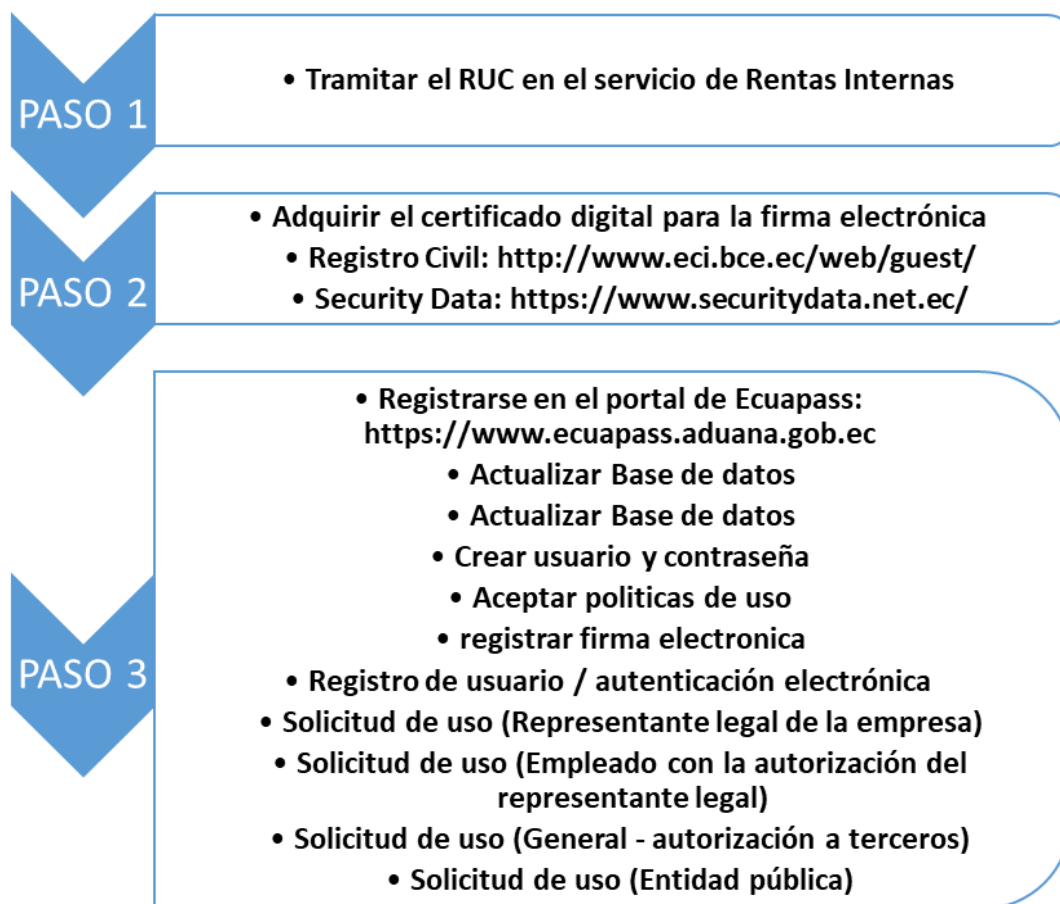 PASO 1
• Tramitar el RUC en el servicio de Rentas Internas
PASO 2
• Adquirir el certificado digital para la firma electrónica
• Registro Civil: http://www.eci.bce.ec/web/guest/
• Security Data: https://www.securitydata.net.ec/
PASO 3
• Registrarse en el portal de Ecuapass:
https://www.ecuapass.aduana.gob.ec
• Actualizar Base de datos
• Actualizar Base de datos
• Crear usuario y contraseña
• Aceptar politicas de uso
• registrar firma electronica
• Registro de usuario / autenticación electrónica
• Solicitud de uso (Representante legal de la empresa)
• Solicitud de uso (Empleado con la autorización del
representante legal)
• Solicitud de uso (General - autorización a terceros)
• Solicitud de uso (Entidad pública)